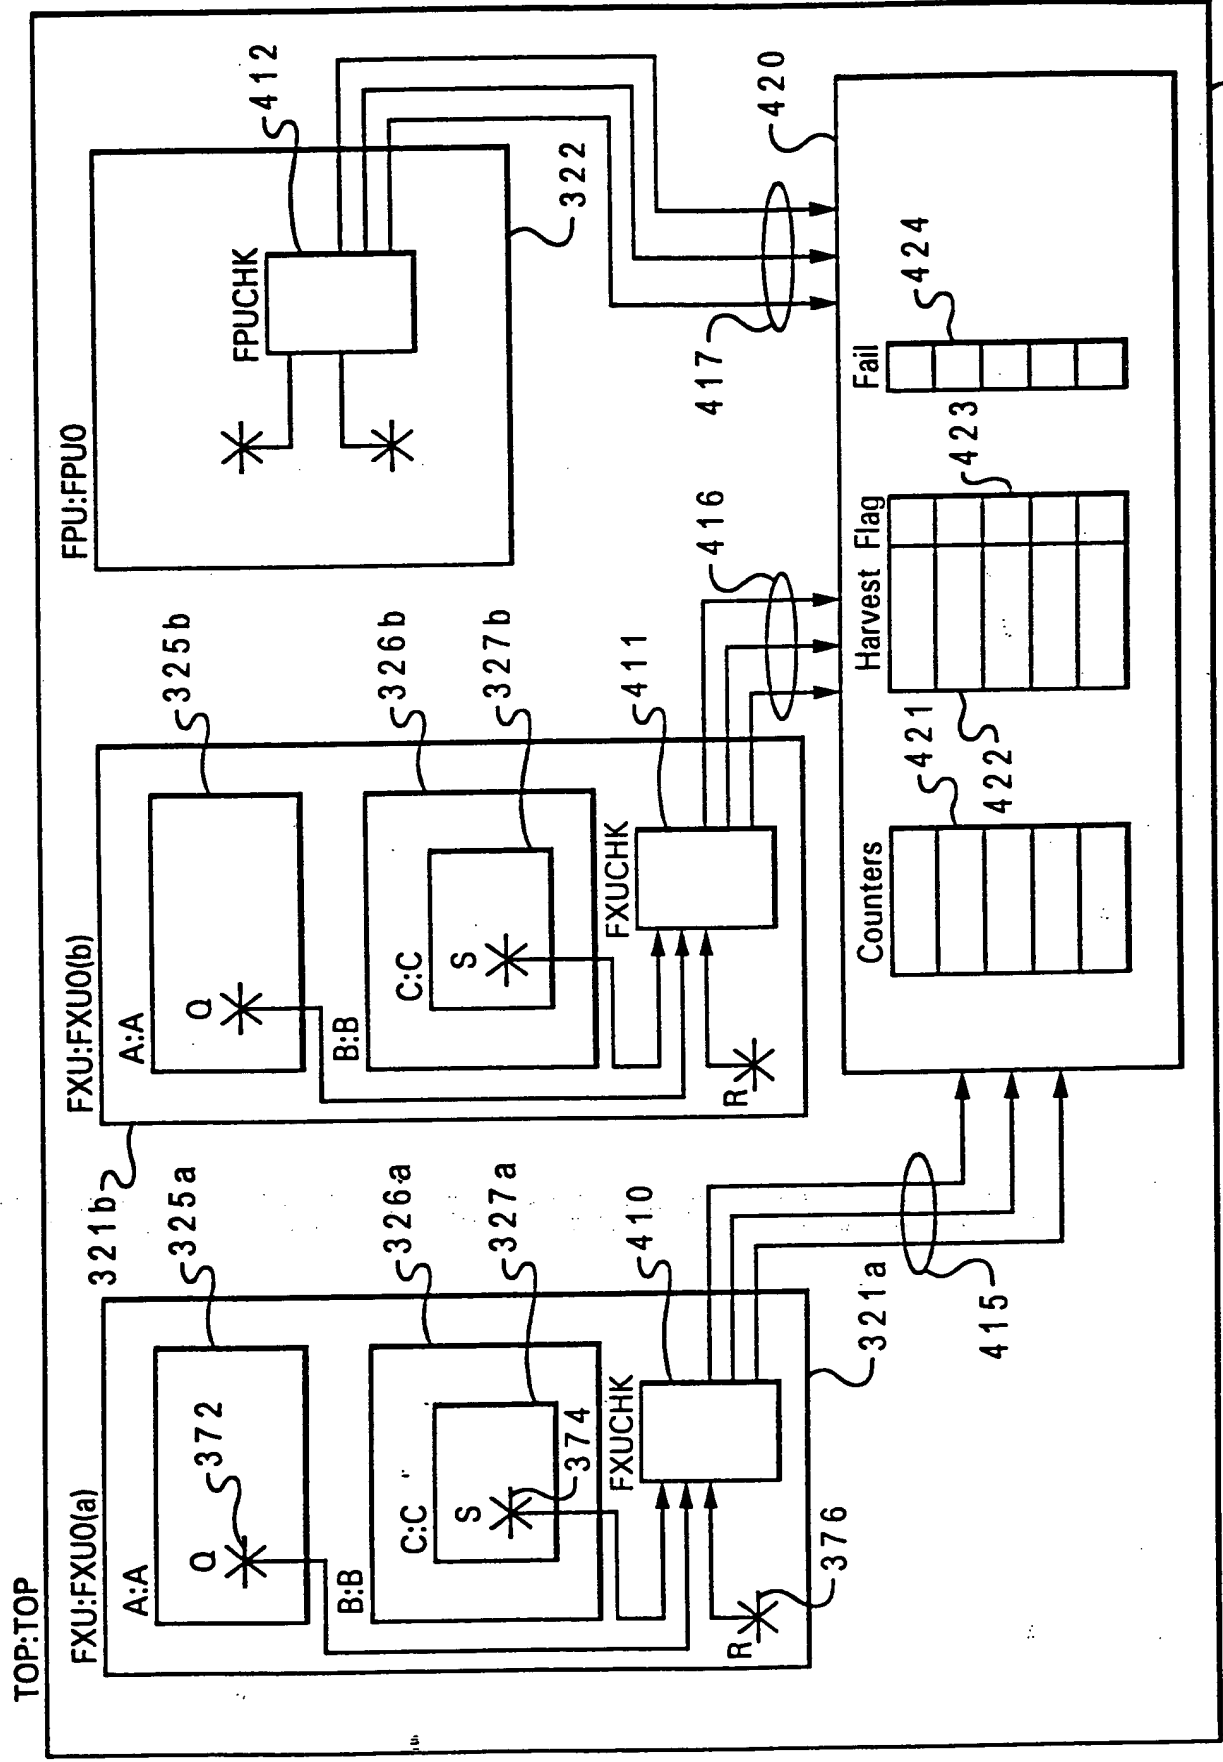 TOP:TOP
FXU:FXU0(a)
A:A
Q
372
325a
B:B
C:C
S
374
326a
327a
FXUCHK
410
R
376
321a
415
FXU:FXU0(b)
321b
A:A
Q
325b
B:B
C:C
S
326b
327b
FXUCHK
411
R
416
FPU:FPU0
FPUCHK
412
322
417
420
Counters
421
Harvest Flag
422
423
Fail
424